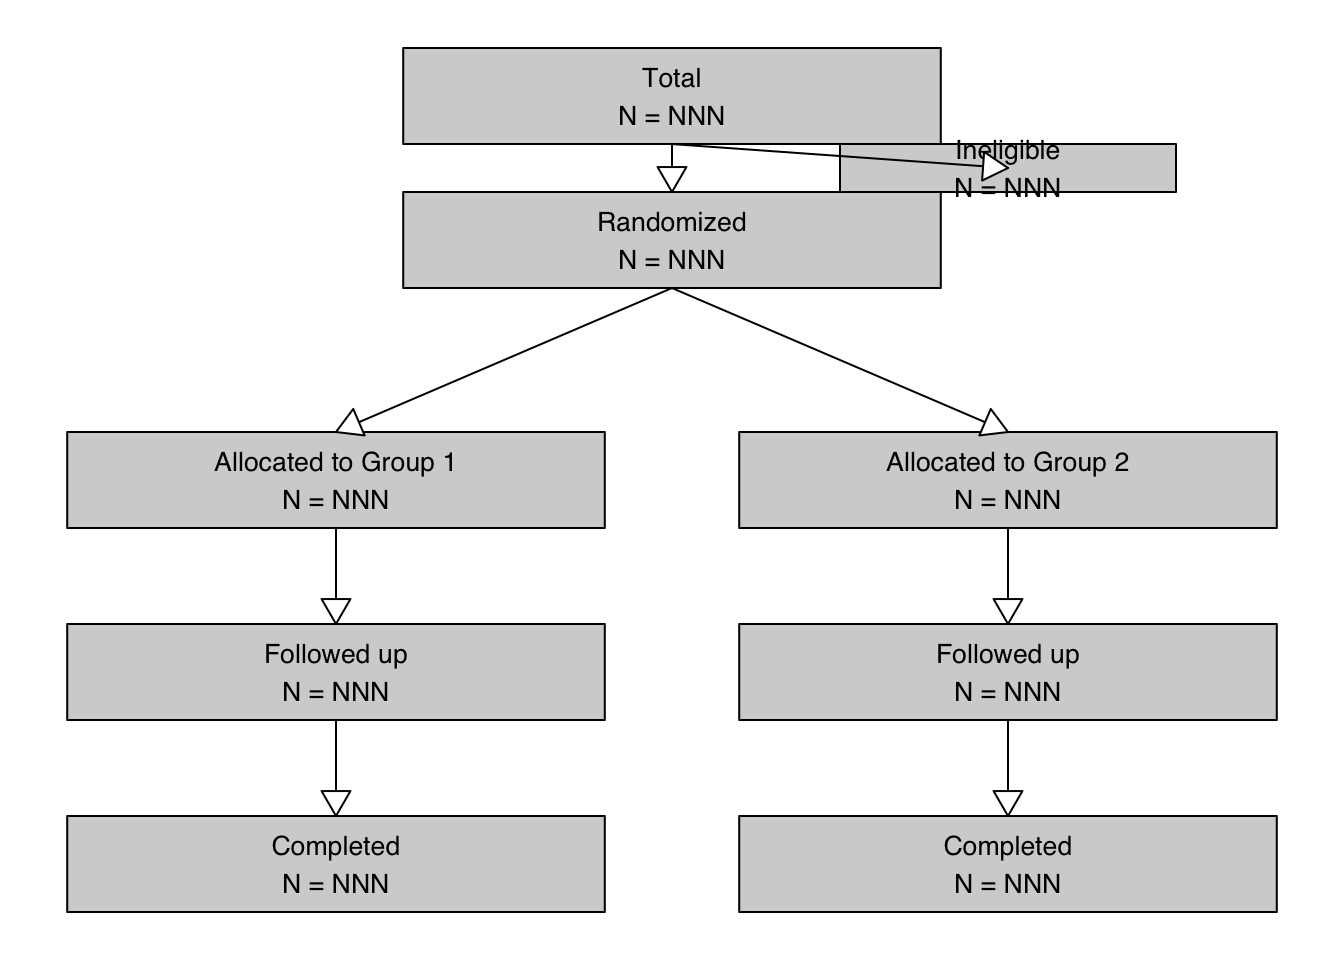 Total
N = NNN
Ineligible
N = NNN
Randomized
N = NNN
Allocated to Group 1
N = NNN
Allocated to Group 2
N = NNN
Followed up
N = NNN
Followed up
N = NNN
Completed
N = NNN
Completed
N = NNN